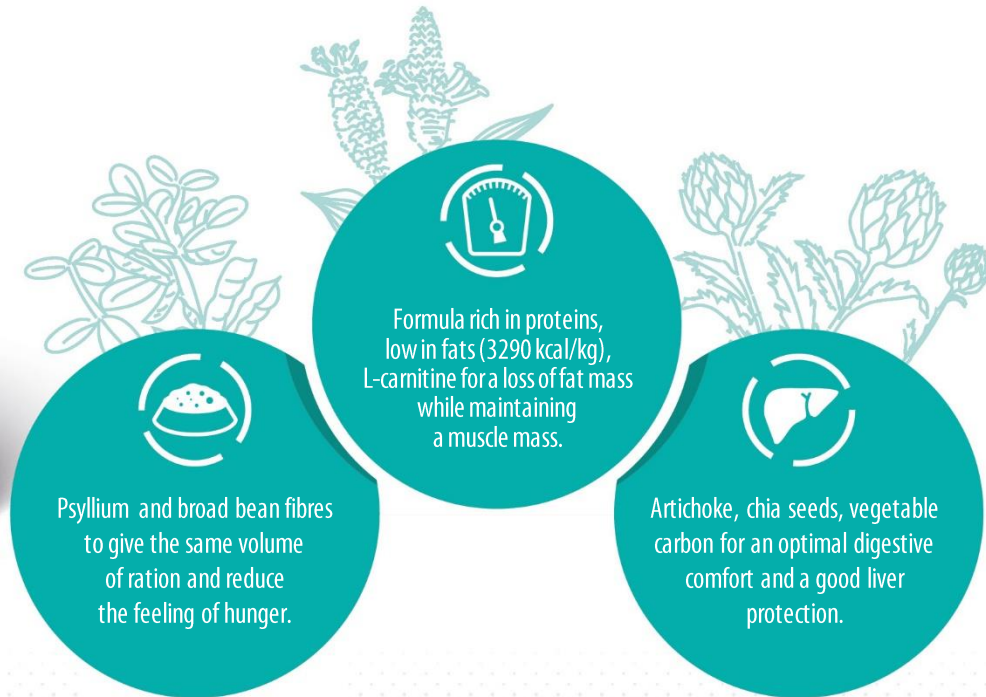 Formula rich in proteins,
low in fats (3290 kcal/kg),
L-carnitine for a loss of fat mass
while maintaining
a muscle mass.
Psyllium and broad bean fibres
to give the same volume
of ration and reduce
the feeling of hunger.
Artichoke, chia seeds, vegetable
carbon for an optimal digestive
comfort and a good liver
protection.